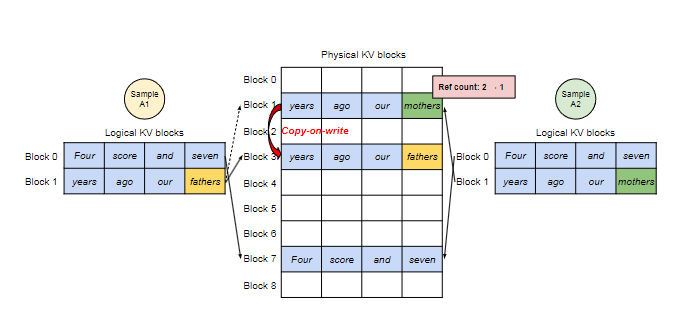 Physical KV blocks
Sample
A1
Sample
A2
Ref count: 2 → 1
Logical KV blocks
Logical KV blocks
Block 0
Block 1 years ago our mothers
Block 2 Copy-on-write
Block 3 years ago our fathers
Block 4
Block 5
Block 6
Block 7 Four score and seven
Block 8
Block 0 Four score and seven
Block 1 years ago our fathers
Block 0 Four score and seven
Block 1 years ago our mothers